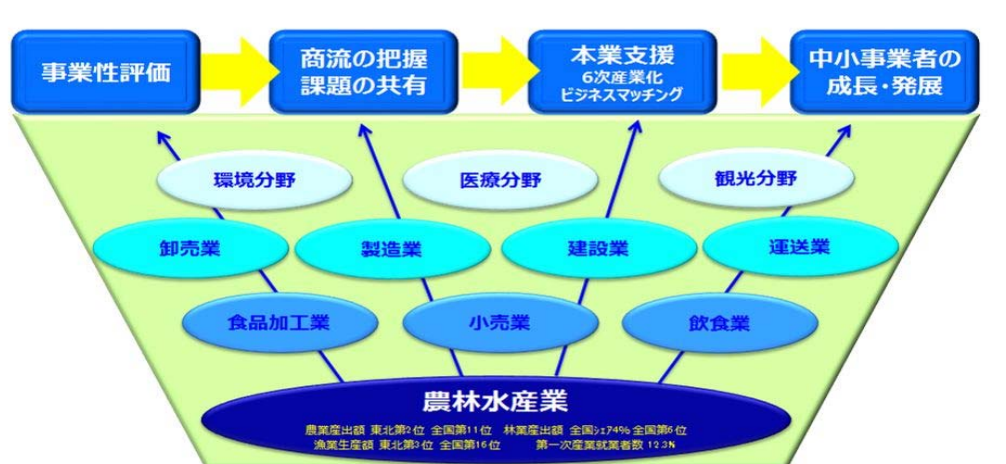 事業性評価
商流の把握
課題の共有
本業支援
6次産業化
ビジネスマッチング
中小事業者の
成長・発展
環境分野
医療分野
観光分野
卸売業
製造業
建設業
運送業
食品加工業
小売業
飲食業
農林水産業
農業産出額 東北第2位 全国第11位 林業産出額 全国シェア4% 全国第6位
漁業生産額 東北第3位 全国第16位 第一次産業就業者数 12.3%